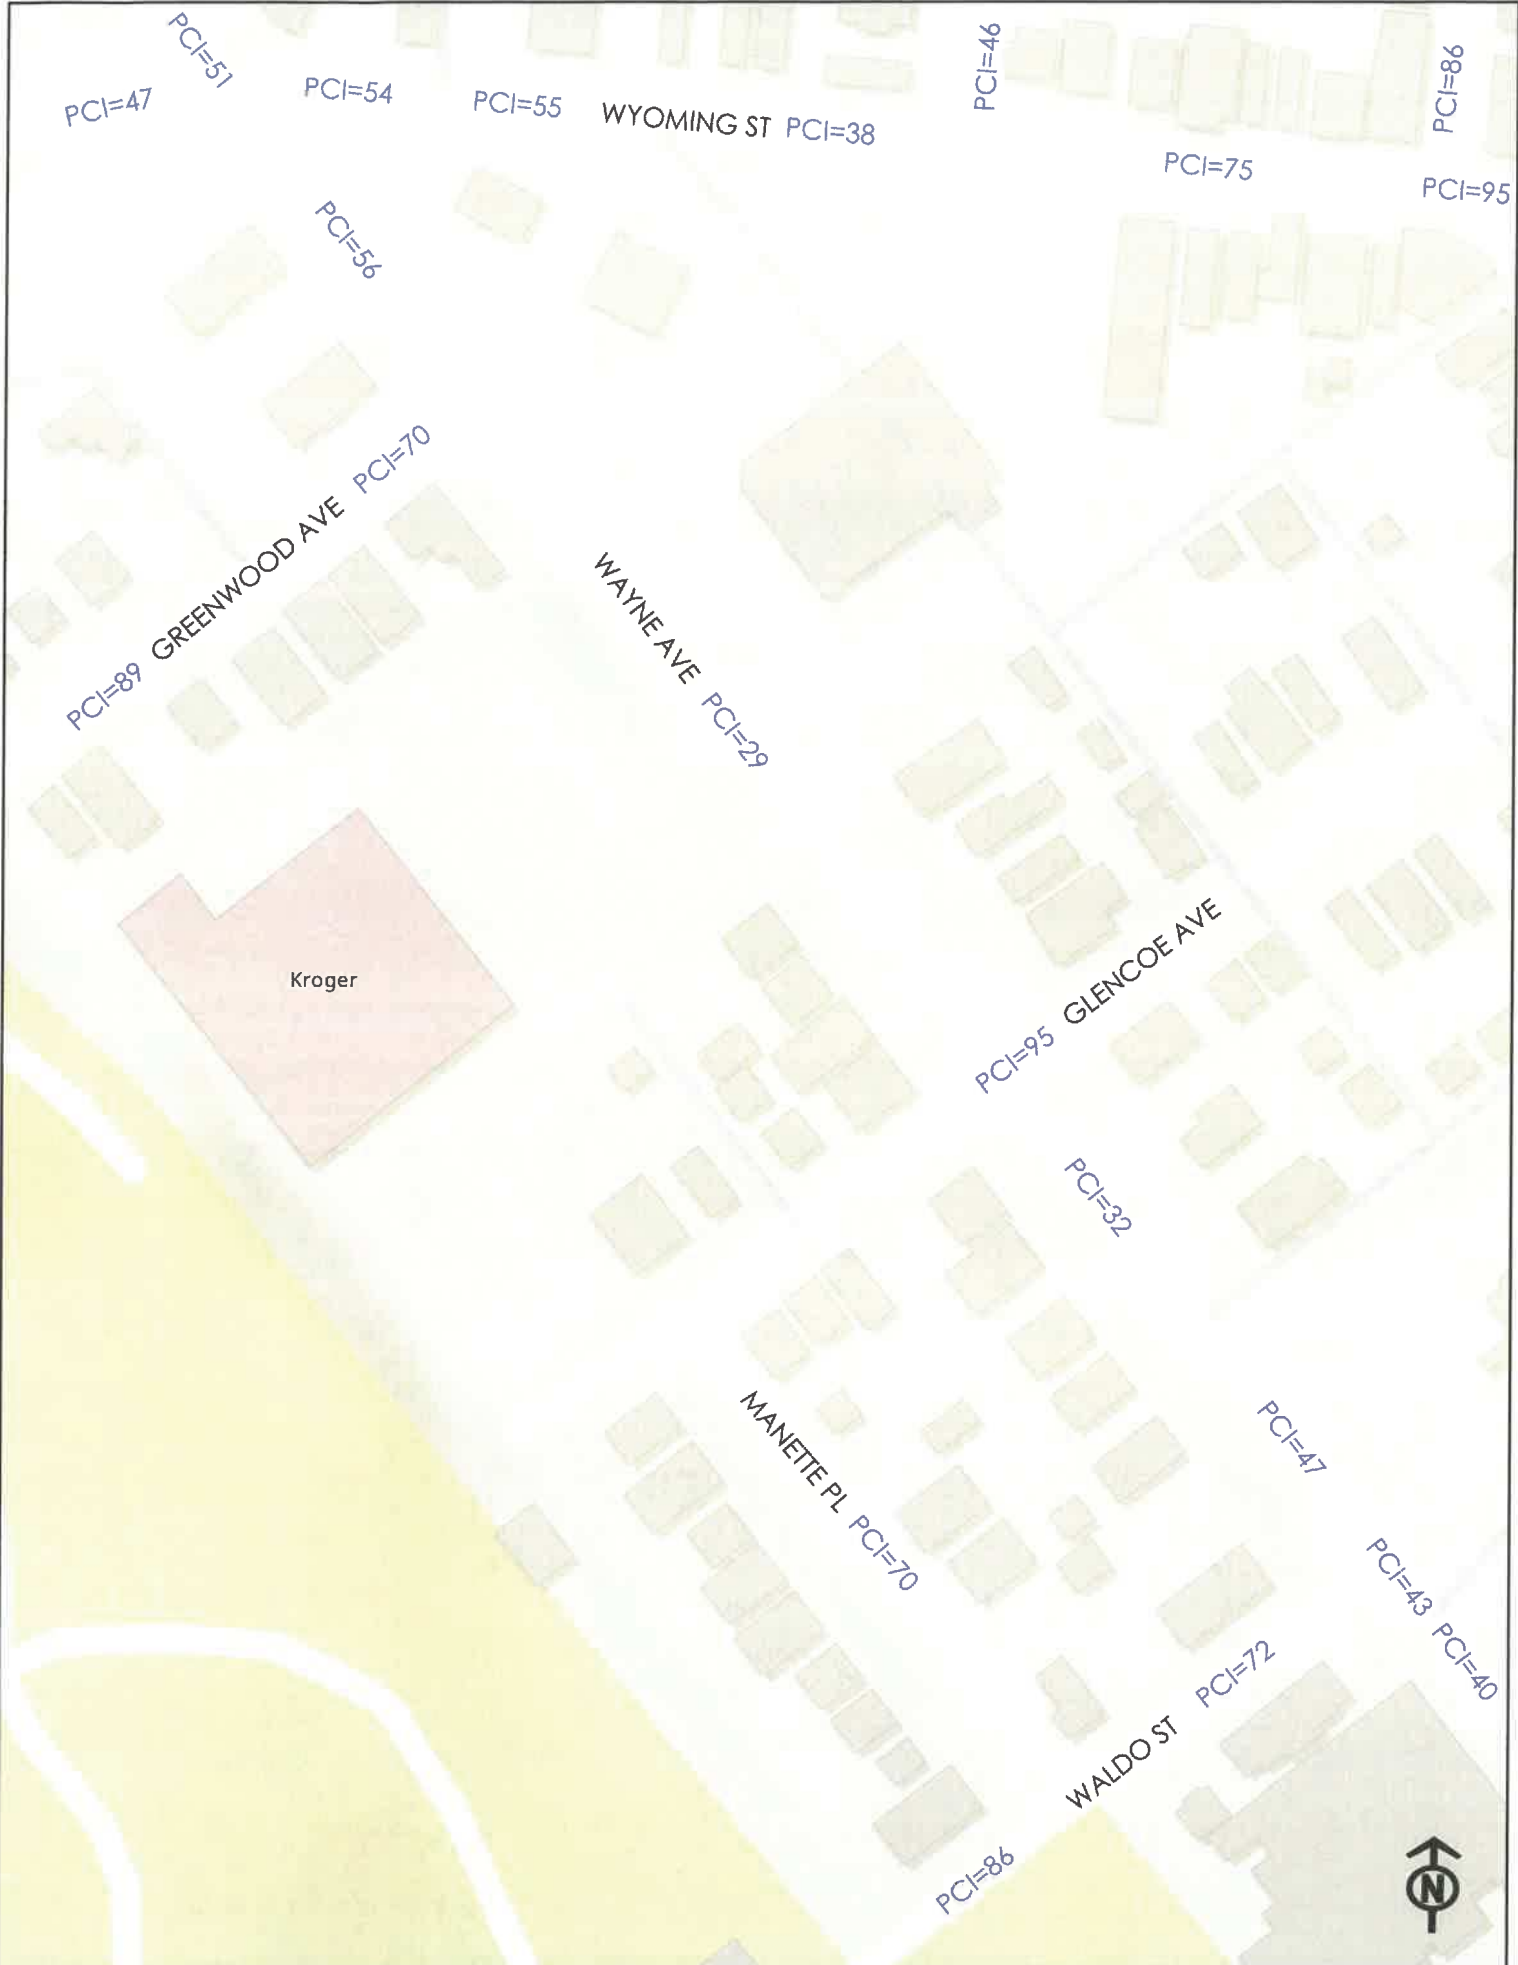 PCI=51
PCI=47
PCI=54
PCI=55
WYOMING ST PCI=38
PCI=46
PCI=86
PCI=75
PCI=95
PCI=56
PCI=89 GREENWOOD AVE PCI=70
WAYNE AVE PCI=29
Kroger
PCI=95 GLENCOE AVE
PCI=32
MANETTE PL PCI=70
PCI=47
PCI=43 PCI=40
PCI=86 WALDO ST PCI=72
N